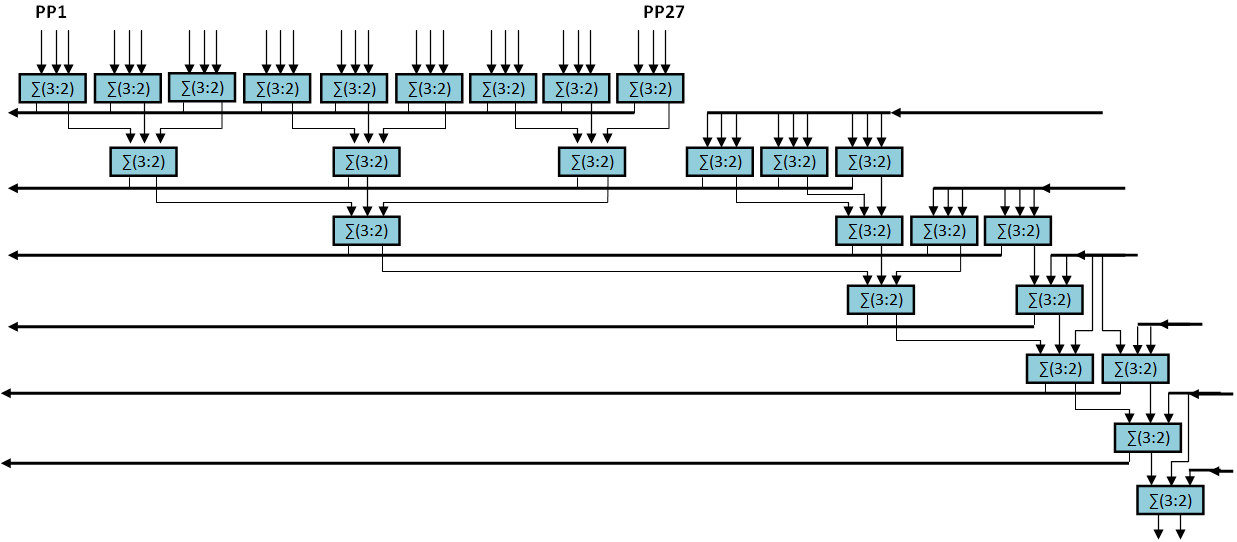 PP1 PP27
∑(3:2) ∑(3:2) ∑(3:2) ∑(3:2) ∑(3:2) ∑(3:2) ∑(3:2) ∑(3:2) ∑(3:2)
∑(3:2) ∑(3:2) ∑(3:2) ∑(3:2) ∑(3:2) ∑(3:2)
∑(3:2) ∑(3:2) ∑(3:2) ∑(3:2)
∑(3:2) ∑(3:2)
∑(3:2) ∑(3:2)
∑(3:2)
∑(3:2)